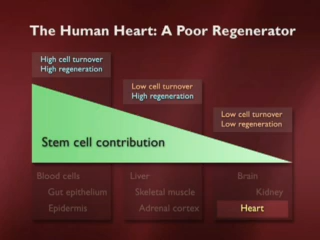 The Human Heart: A Poor Regenerator
High cell turnover
High regeneration
Low cell turnover
High regeneration
Low cell turnover
Low regeneration
Stem cell contribution
Blood cells
Gut epithelium
Epidermis
Liver
Skeletal muscle
Adrenal cortex
Brain
Kidney
Heart